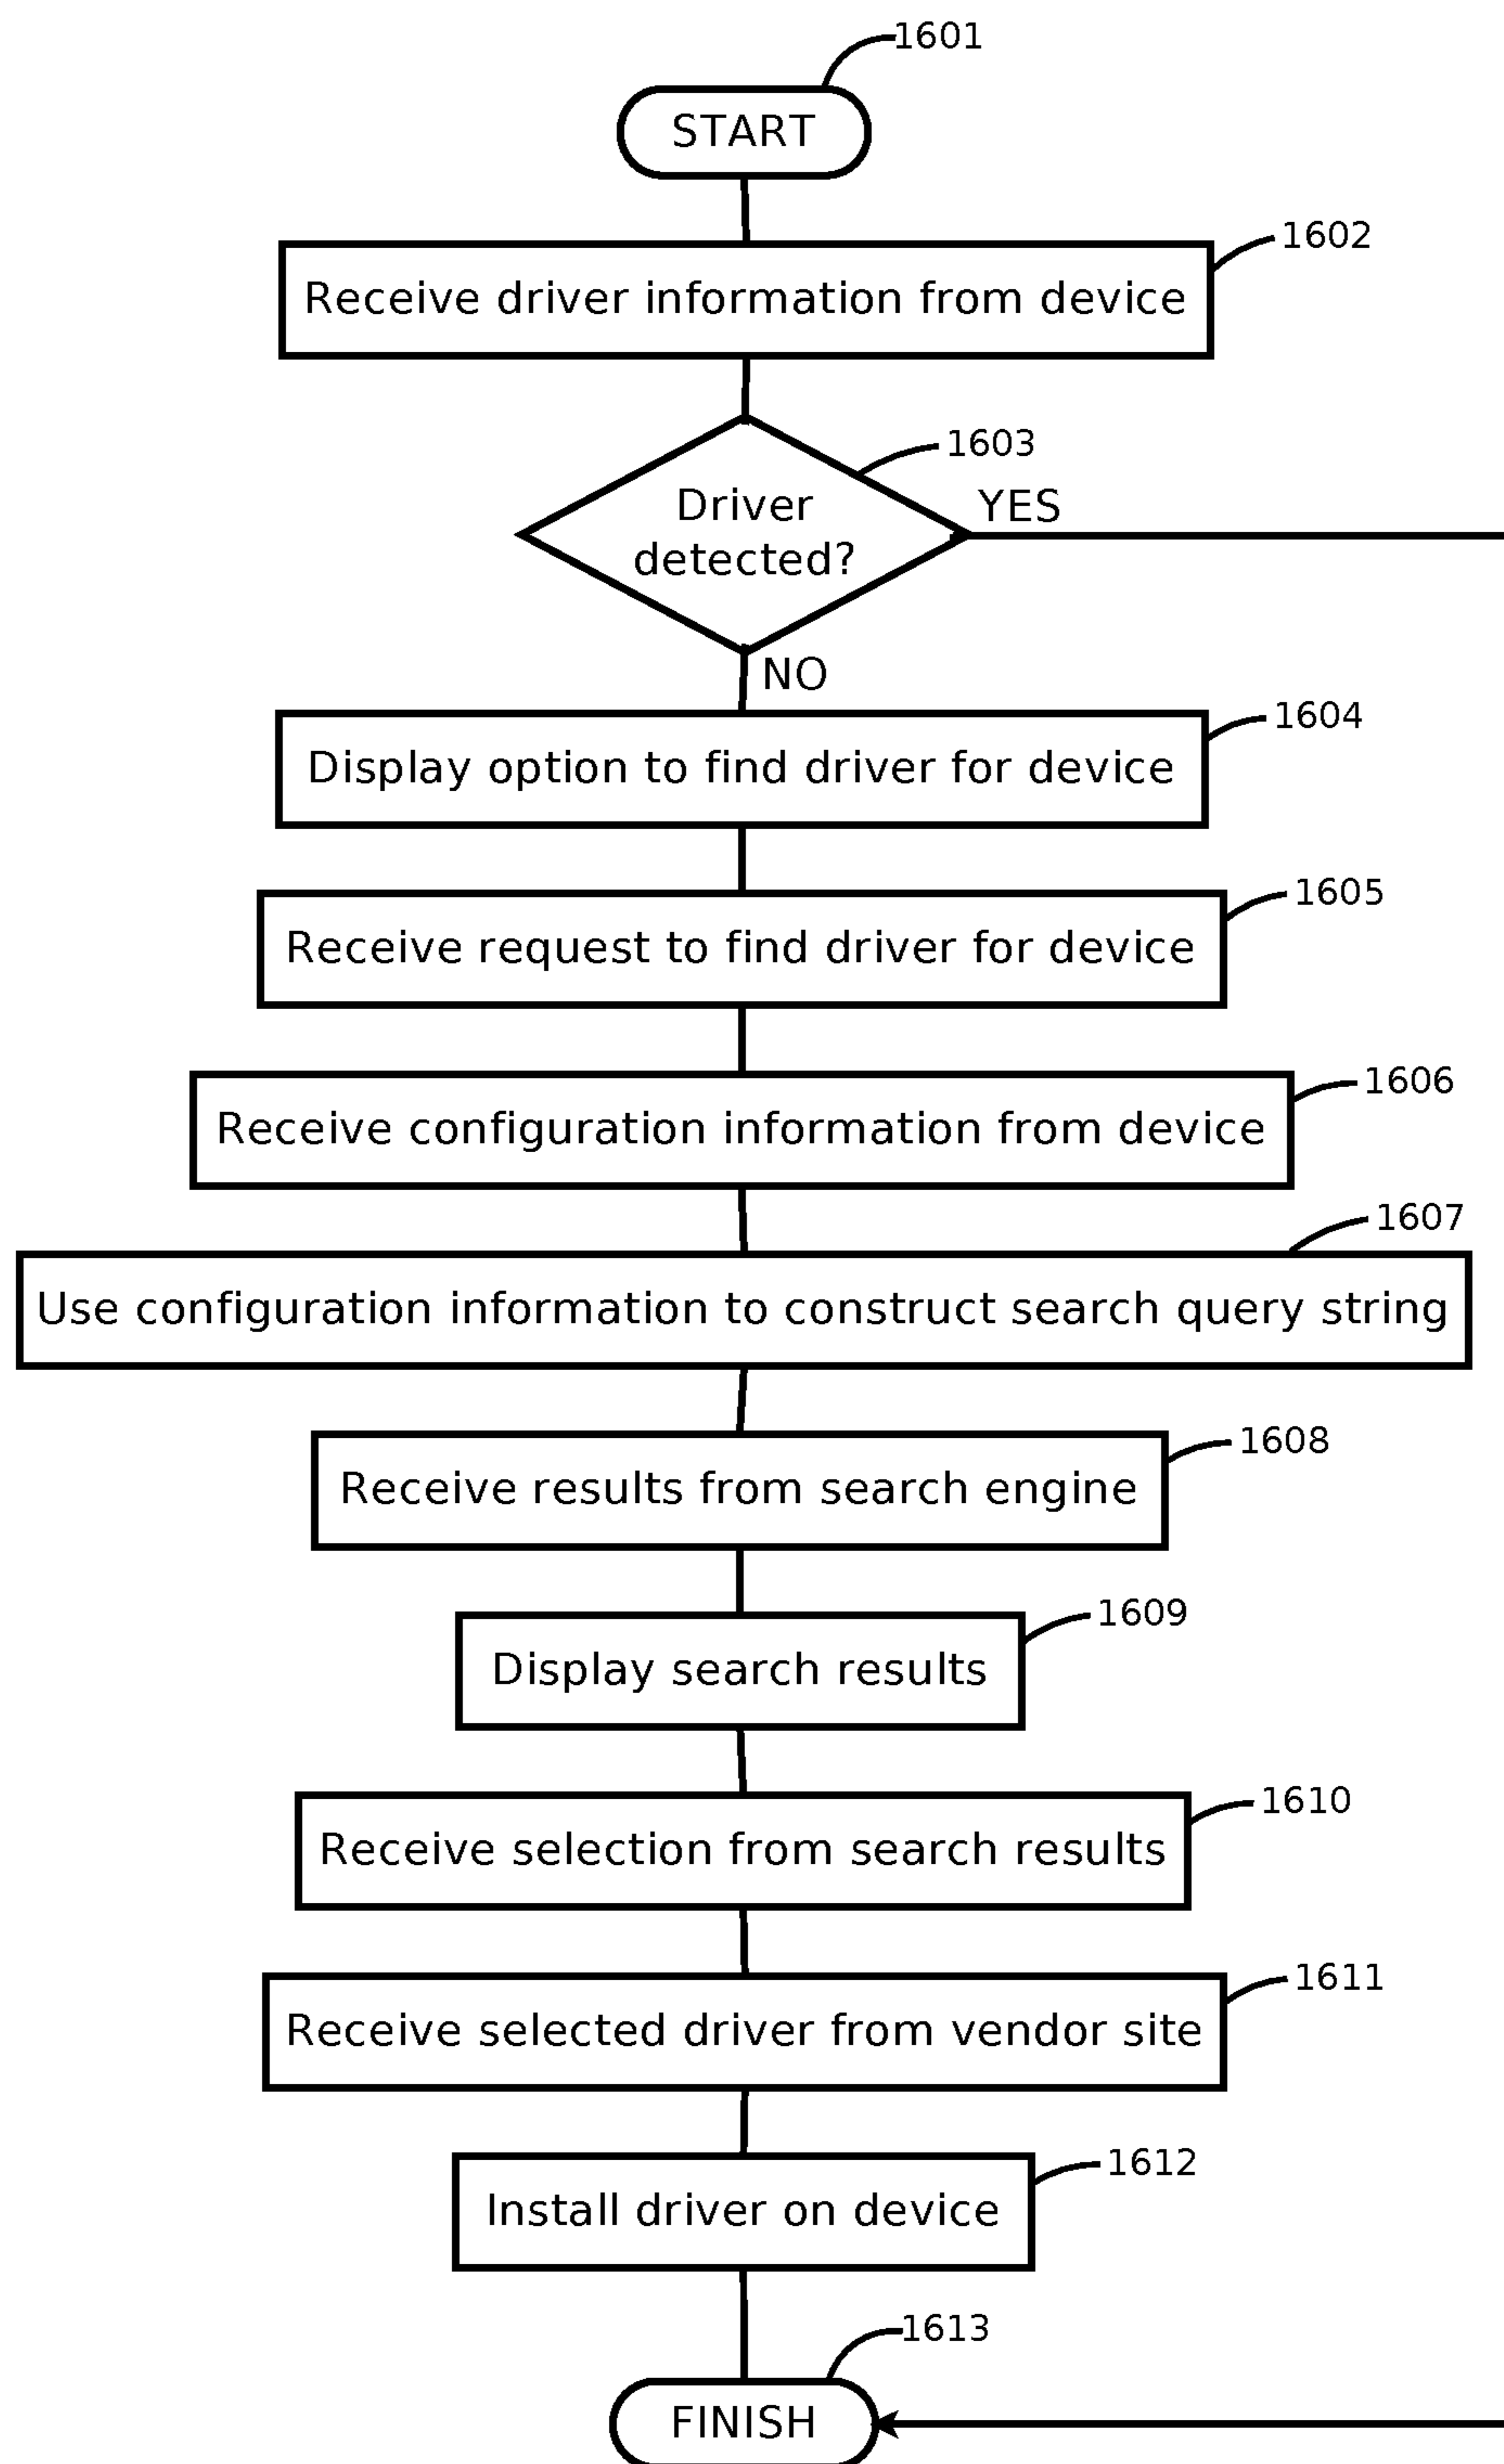 1601
START
1602
Receive driver information from device
1603
Driver
detected?
YES
NO
1604
Display option to find driver for device
1605
Receive request to find driver for device
1606
Receive configuration information from device
1607
Use configuration information to construct search query string
1608
Receive results from search engine
1609
Display search results
1610
Receive selection from search results
1611
Receive selected driver from vendor site
1612
Install driver on device
1613
FINISH